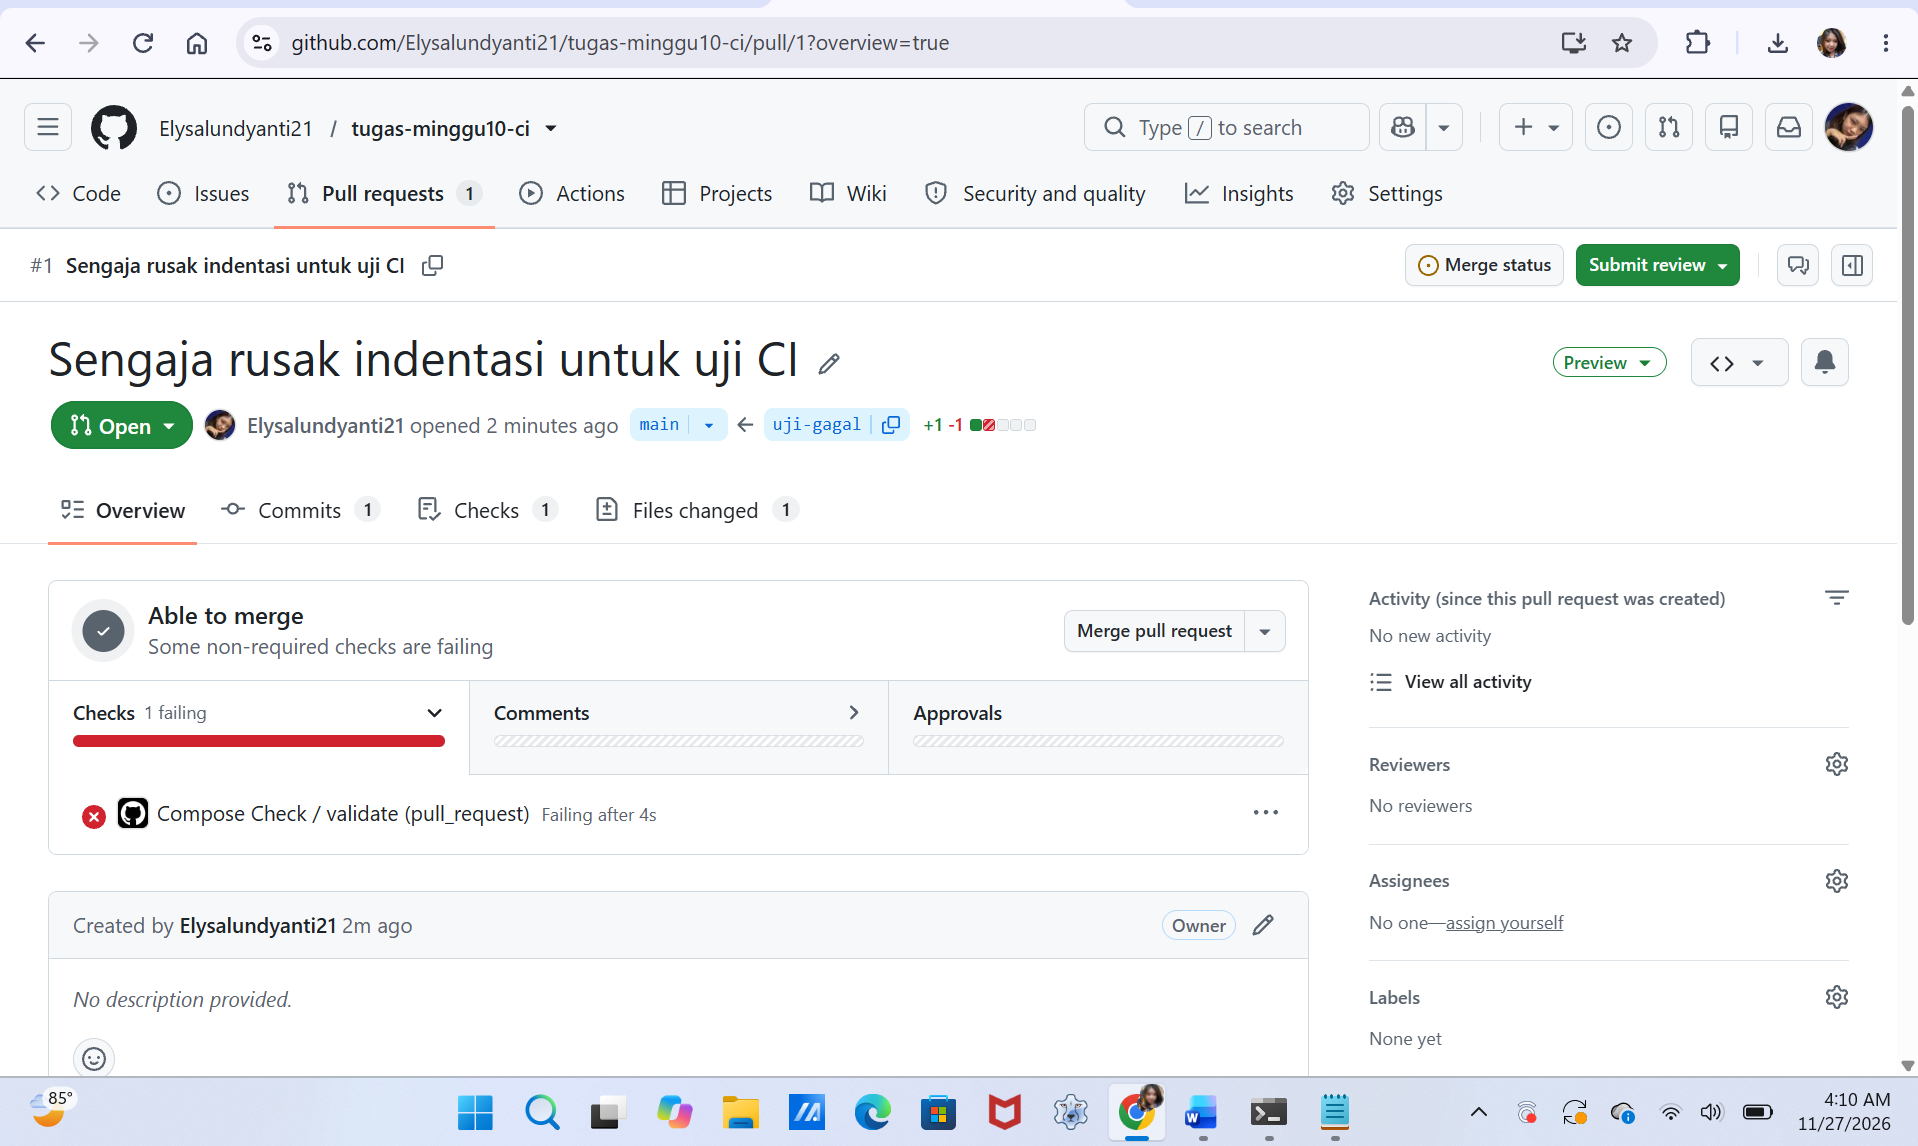 github.com/Elysalundyanti21/tugas-minggu10-ci/pull/1?overview=true
Elysalundyanti21 / tugas-minggu10-ci
Type / to search
Code Issues Pull requests 1 Actions Projects Wiki Security and quality Insights Settings
#1 Sengaja rusak indentasi untuk uji CI
Merge status Submit review
Sengaja rusak indentasi untuk uji CI
Preview
Open Elysalundyanti21 opened 2 minutes ago main uji-gagal +1 -1
Overview Commits 1 Checks 1 Files changed 1
Able to merge
Some non-required checks are failing
Merge pull request
Checks 1 failing
Comments
Approvals
Compose Check / validate (pull_request) Failing after 4s
Created by Elysalundyanti21 2m ago
Owner
No description provided.
Activity (since this pull request was created)
No new activity
View all activity
Reviewers
No reviewers
Assignees
No one—assign yourself
Labels
None yet
85°
4:10 AM
11/27/2026